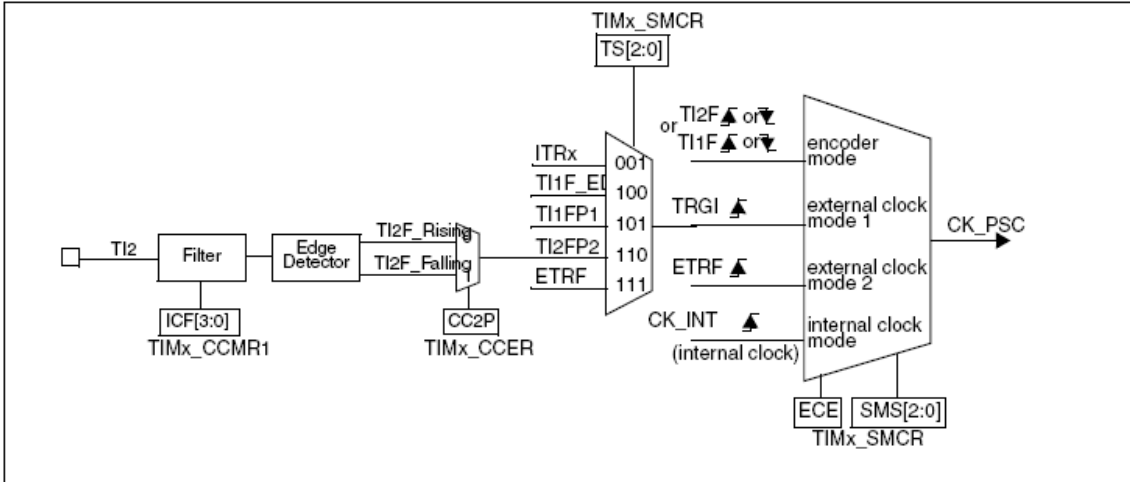 TIMx_SMCR
TS[2:0]
or TI2F or
TI1F or
encoder mode
ITRx
001
TI1F_ED
100
TI1FP1
101
TRGI
external clock mode 1
CK_PSC
TI2
Filter
Edge Detector
TI2F_Rising
0
TI2F_Falling
1
TI2FP2
110
ETRF
111
ETRF
external clock mode 2
ICF[3:0]
TIMx_CCMR1
CC2P
TIMx_CCER
CK_INT
(internal clock)
internal clock mode
ECE
SMS[2:0]
TIMx_SMCR